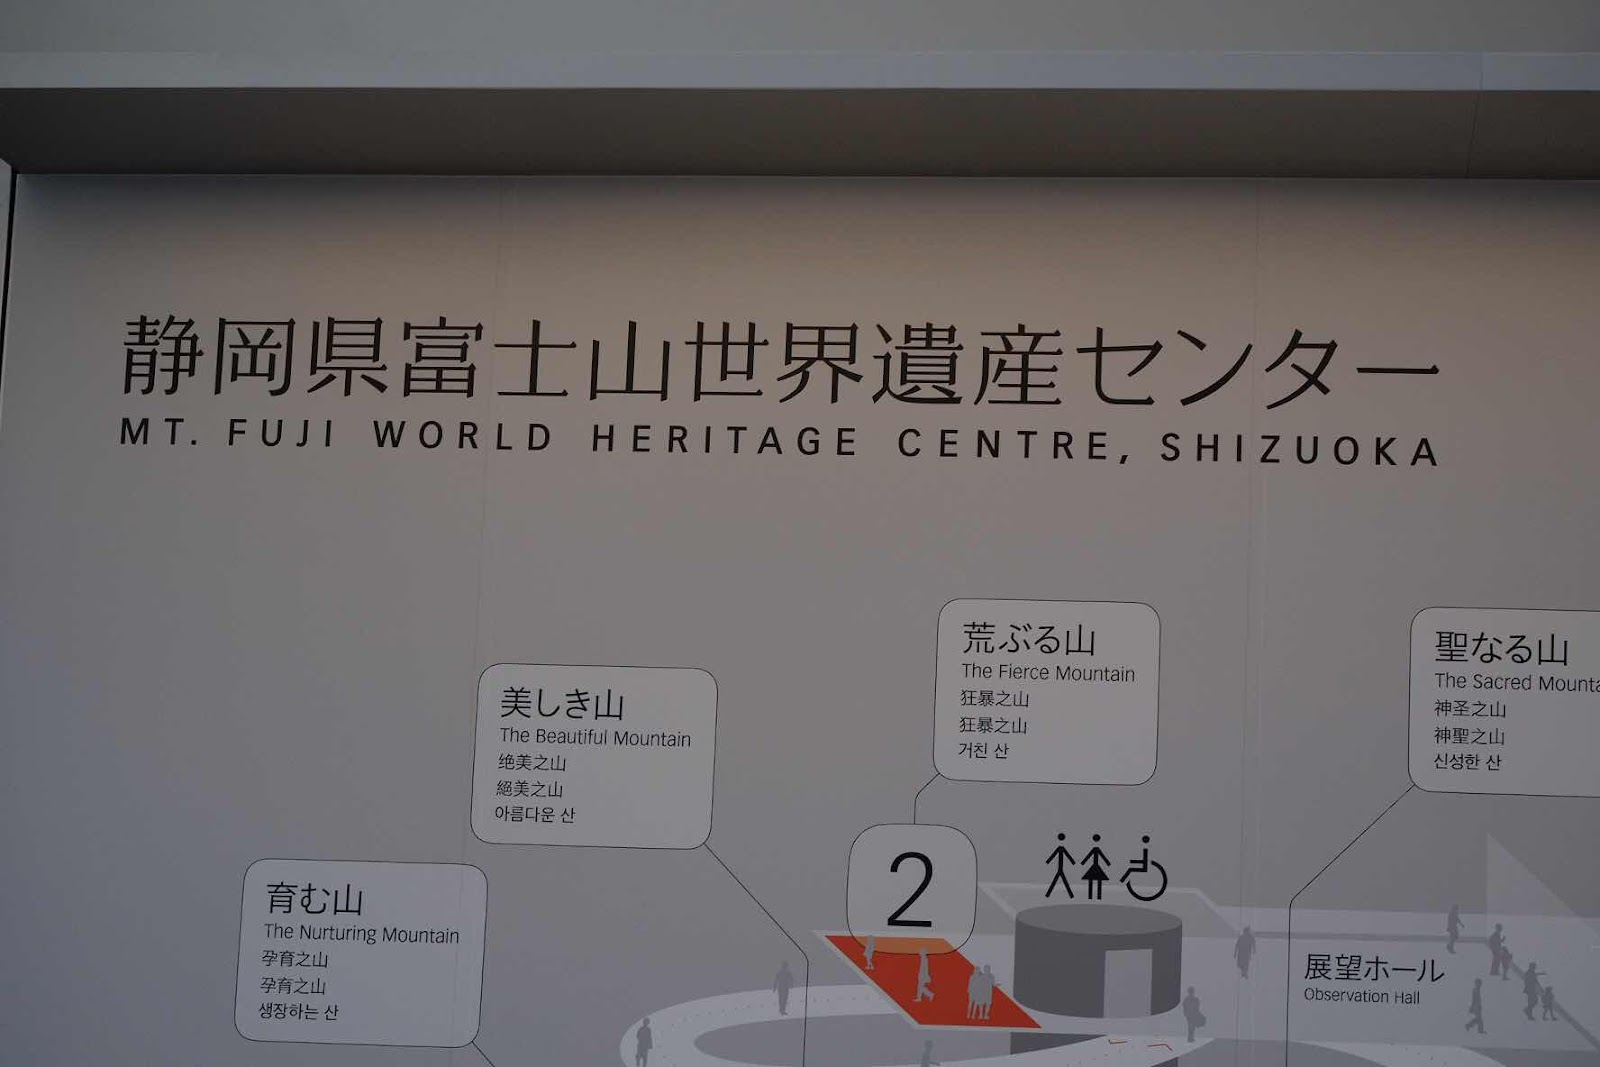 静岡県富士山世界遺産センター
MT. FUJI WORLD HERITAGE CENTRE, SHIZUOKA
荒ぶる山
The Fierce Mountain
狂暴之山
狂暴之山
거친 산
聖なる山
The Sacred Mounta
神圣之山
神聖之山
신성한 산
美しき山
The Beautiful Mountain
绝美之山
絕美之山
아름다운 산
2
育む山
The Nurturing Mountain
孕育之山
孕育之山
생장하는 산
展望ホール
Observation Hall